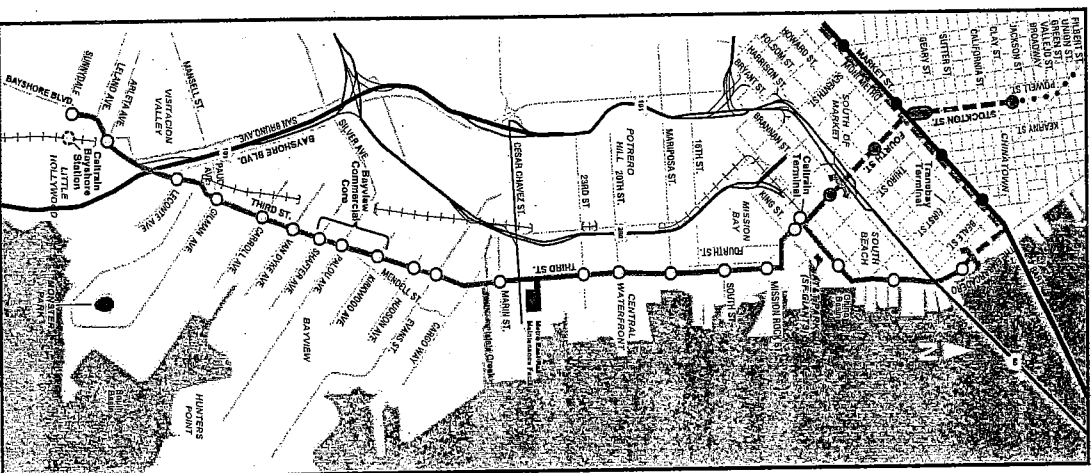 FILBERT ST.
UNION ST.
GREEN ST.
VALLEJO ST.
BROADWAY
JACKSON ST.
CLAY ST.
CALIFORNIA ST.
SUTTER ST.
GEARY ST.
POWELL ST.
STOCKTON ST.
KEARNY ST.
CHINATOWN
MARKET ST.
HOWARD ST.
FOLSOM ST.
HARRISON ST.
BRYANT ST.
BRANNAN ST.
KING ST.
SOUTH OF
MARKET
FOURTH ST.
THIRD ST.
Transbay
Terminal
FIRST ST.
BEALE ST.
SOUTH
BEACH
Caltrain
Terminal
MISSION
BAY
FOURTH ST.
16TH ST.
MARIPOSA ST.
POTRERO
HILL
20TH ST.
23RD ST.
101
280
80
N
SOUTH ST.
MISSION ROCK
CENTRAL
WATERFRONT
THIRD ST.
CESAR CHAVEZ ST.
MARIN ST.
CARGO WAY
EVANS ST.
HUDSON AVE
KIRKWOOD AVE
MENDELL ST.
PALOU AVE
SHAFTER AVE
VAN DYKE AVE
CARROLL AVE
GILMAN AVE
LECONTE AVE
Bayview
Commercial
Core
BAYVIEW
HUNTERS
POINT
SILVER AVE
SAN BRUNO AVE
BAYSHORE BLVD.
THIRD ST.
PAUL
AVE
101
MANSELL ST.
VISITACION
VALLEY
ARLETA AVE
LELAND AVE
SUNNYDALE
BAYSHORE BLVD.
Caltrain
Bayshore
Station
LITTLE
HOLLYWOOD
PARK